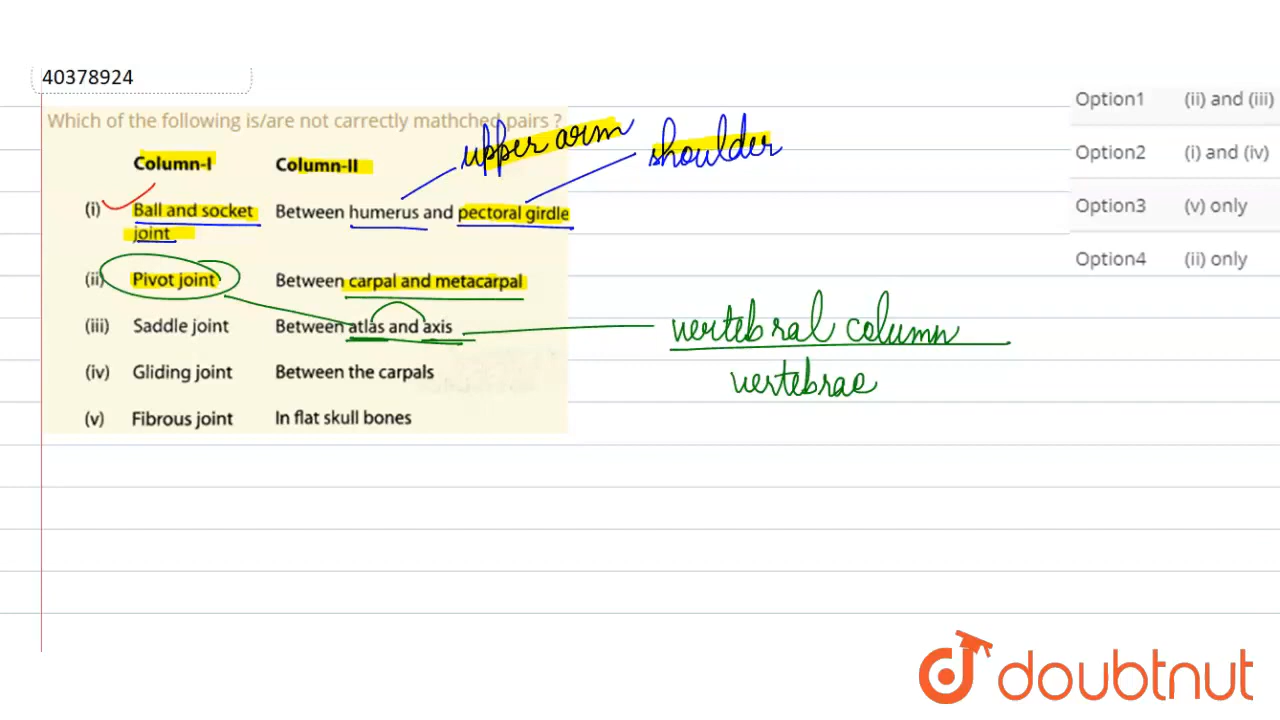 40378924
Which of the following is/are not carrectly mathched pairs ?
Column-I Column-II
upper arm shoulder
(i) Ball and socket Between humerus and pectoral girdle
joint
(ii) Pivot joint Between carpal and metacarpal
(iii) Saddle joint Between atlas and axis
vertebral column
vertebrae
(iv) Gliding joint Between the carpals
(v) Fibrous joint In flat skull bones
Option1 (ii) and (iii)
Option2 (i) and (iv)
Option3 (v) only
Option4 (ii) only
doubtnut